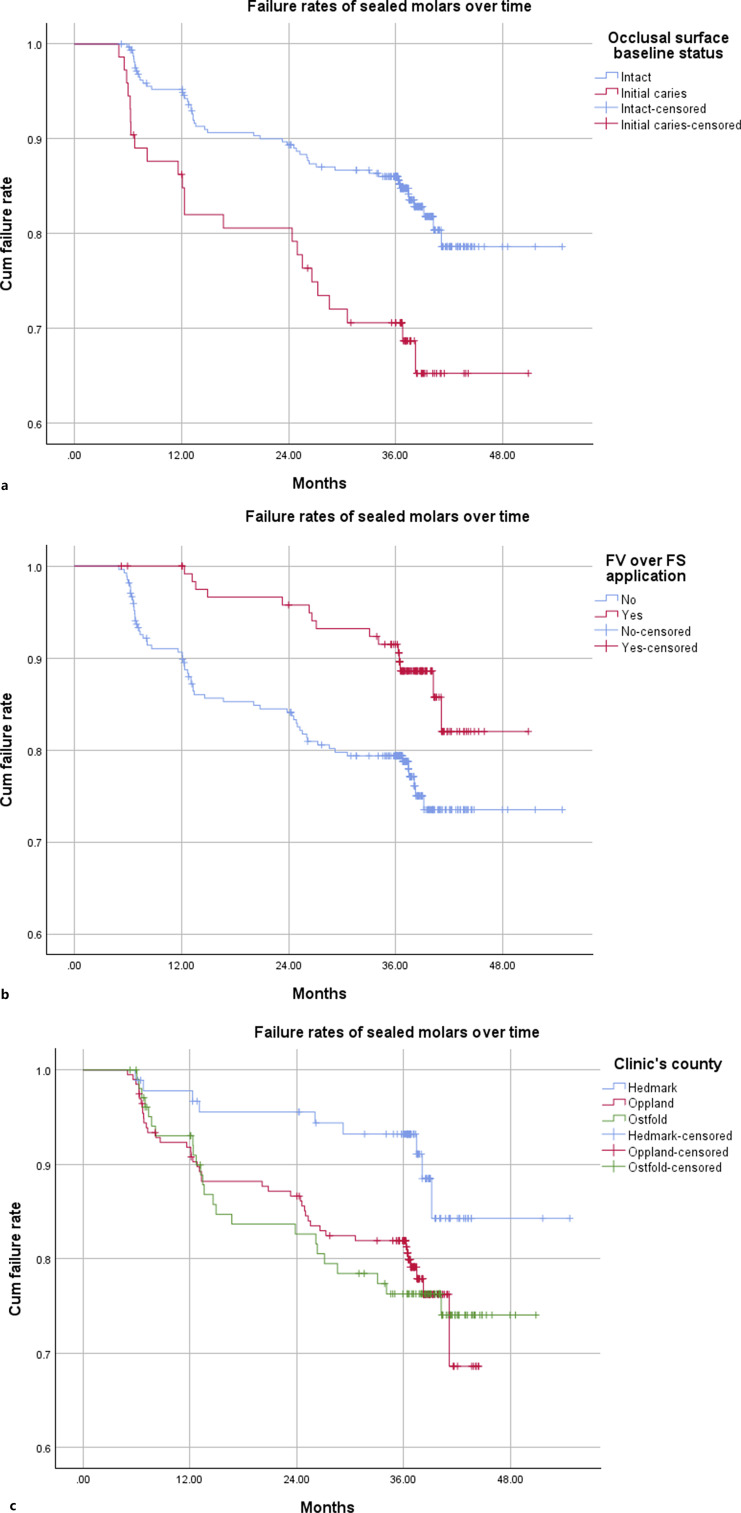 Failure rates of sealed molars over time
Cum failure rate
1.0
0.9
0.8
0.7
0.6
.00
12.00
24.00
36.00
48.00
Months
Occlusal surface
baseline status
Intact
Initial caries
Intact-censored
Initial caries-censored
a
Failure rates of sealed molars over time
Cum failure rate
1.0
0.9
0.8
0.7
0.6
.00
12.00
24.00
36.00
48.00
Months
FV over FS
application
No
Yes
No-censored
Yes-censored
b
Failure rates of sealed molars over time
Cum failure rate
1.0
0.9
0.8
0.7
0.6
.00
12.00
24.00
36.00
48.00
Months
Clinic's county
Hedmark
Oppland
Ostfold
Hedmark-censored
Oppland-censored
Ostfold-censored
c